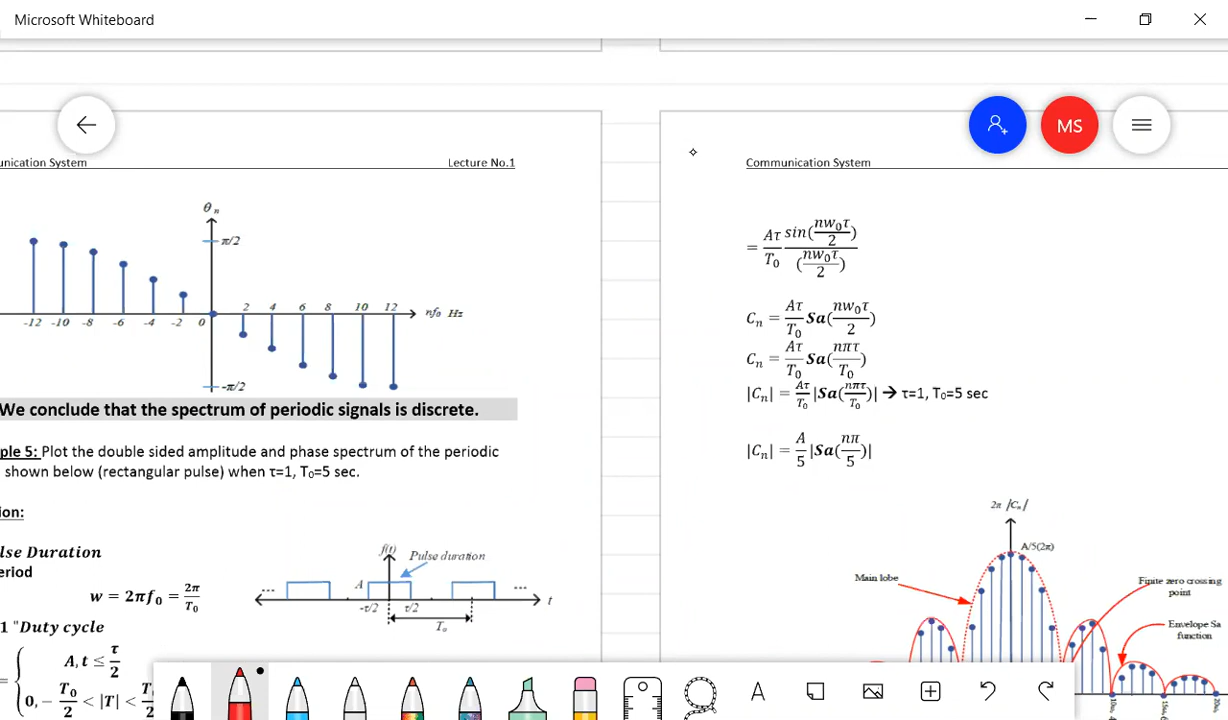 Microsoft Whiteboard
MS
unication System
Lecture No.1
θn
π/2
2 4 6 8 10 12 nf₀ Hz
-12 -10 -8 -6 -4 -2 0
-π/2
We conclude that the spectrum of periodic signals is discrete.
ple 5: Plot the double sided amplitude and phase spectrum of the periodic
shown below (rectangular pulse) when τ=1, T₀=5 sec.
ion:
lse Duration
eriod
w = 2πf₀ = 2π/T₀
1 "Duty cycle
= { A, t ≤ τ/2
0, − T₀/2 < |T| < T/2
f(t) Pulse duration
... A ...
-τ/2 τ/2 t
Tₒ
Communication System
= Aτ/T₀ sin(nw₀τ/2)/(nw₀τ/2)
Cₙ = Aτ/T₀ Sa(nw₀τ/2)
Cₙ = Aτ/T₀ Sa(nπτ/T₀)
|Cₙ| = Aτ/T₀ |Sa(nπτ/T₀)| → τ=1, T₀=5 sec
|Cₙ| = A/5 |Sa(nπ/5)|
2π |Cₙ|
A/5(2π)
Main lobe
Finite zero crossing
point
Envelope Sa
function
A